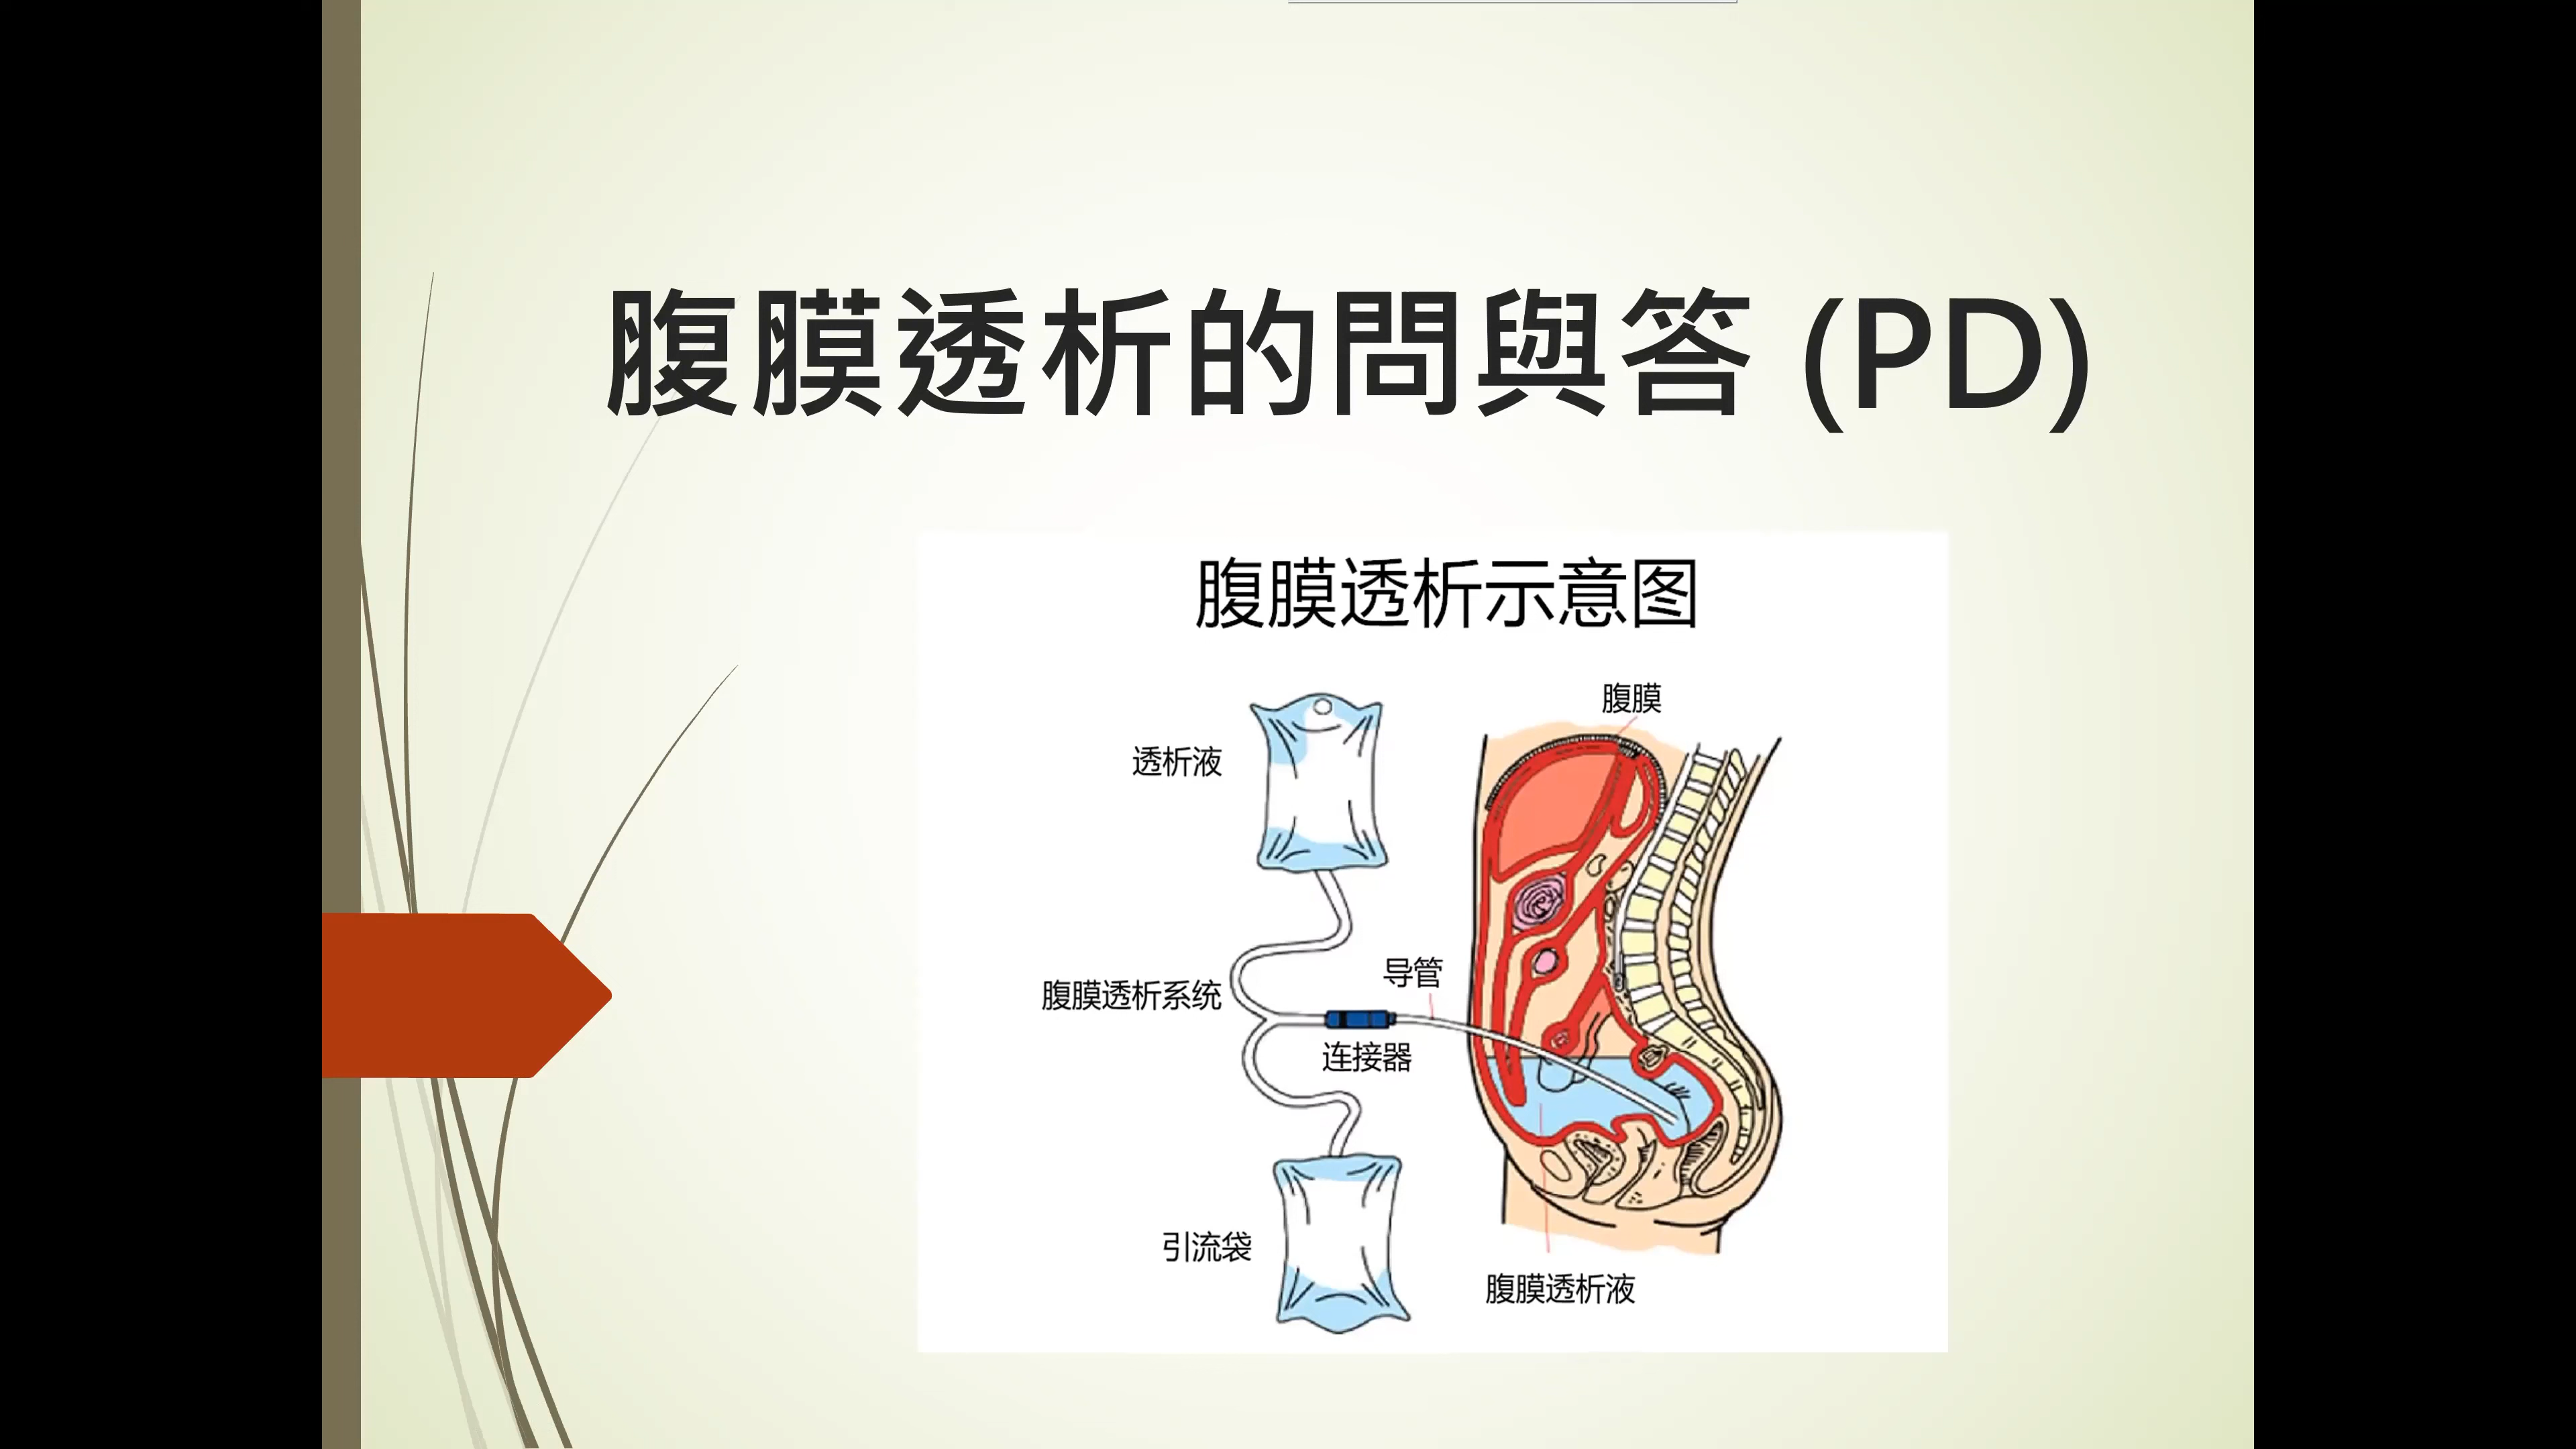 腹膜透析的問與答 (PD)
腹膜透析示意图
腹膜
透析液
导管
腹膜透析系统
连接器
引流袋
腹膜透析液